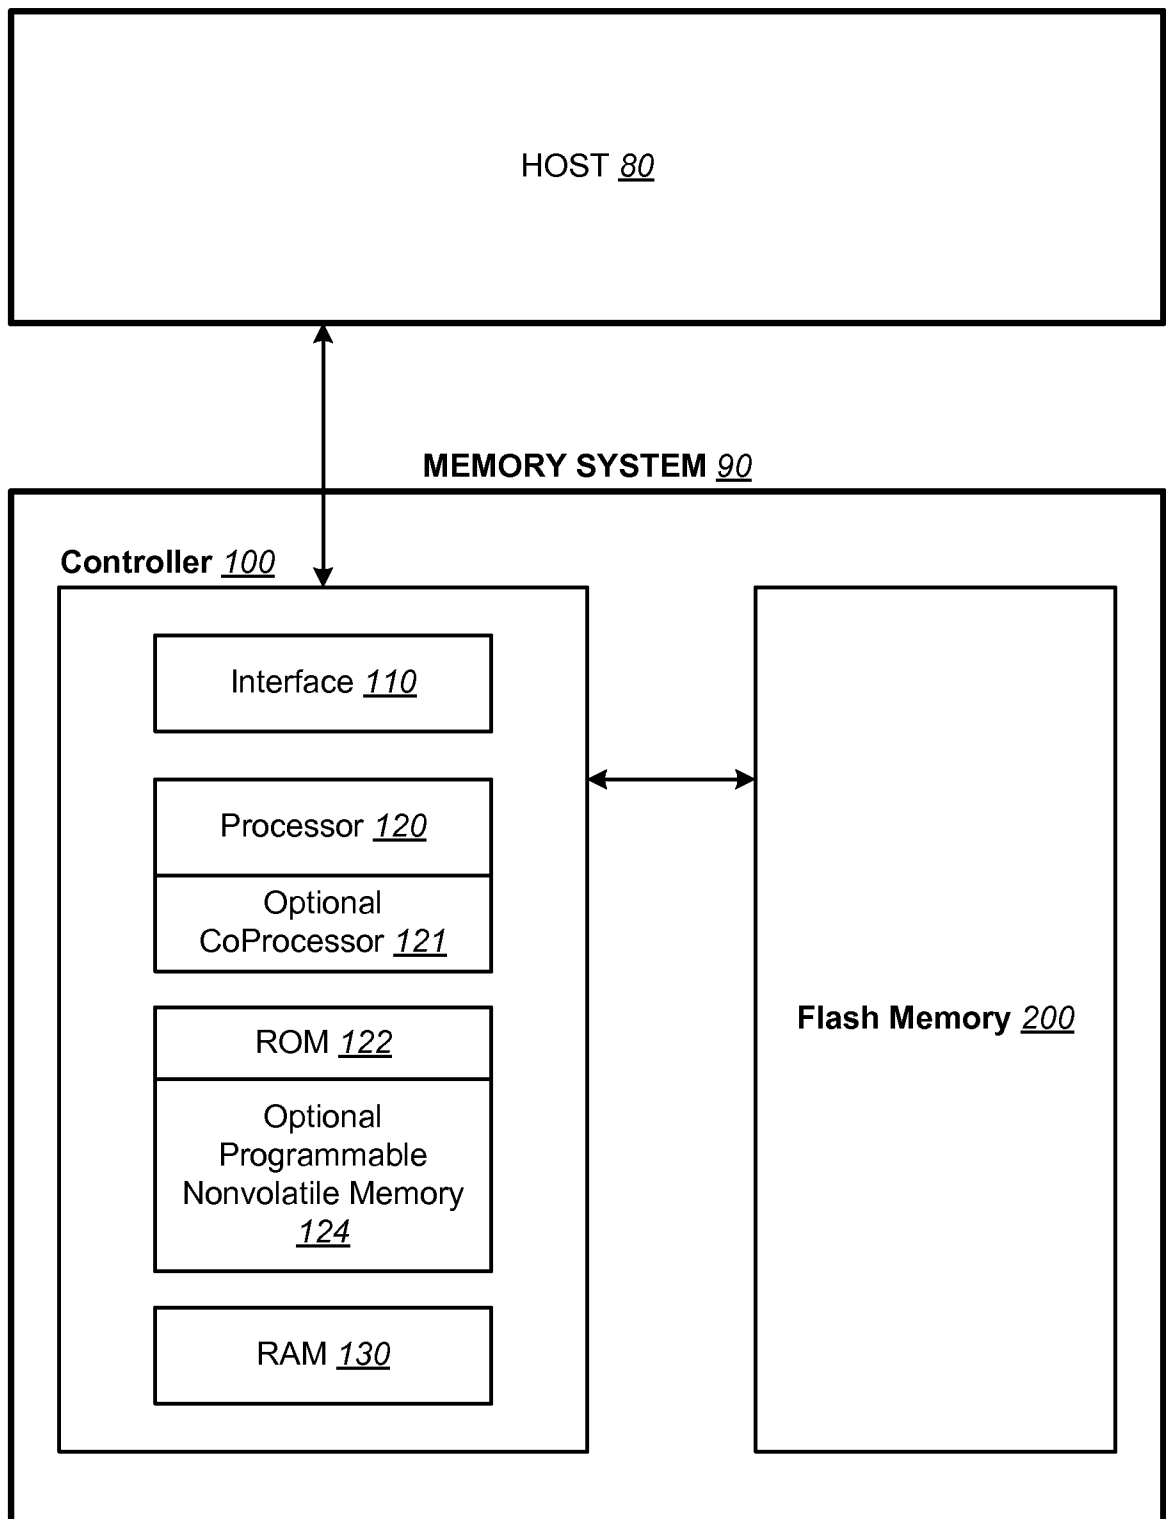 HOST 80
MEMORY SYSTEM 90
Controller 100
Interface 110
Processor 120
Optional
CoProcessor 121
ROM 122
Optional
Programmable
Nonvolatile Memory
124
RAM 130
Flash Memory 200